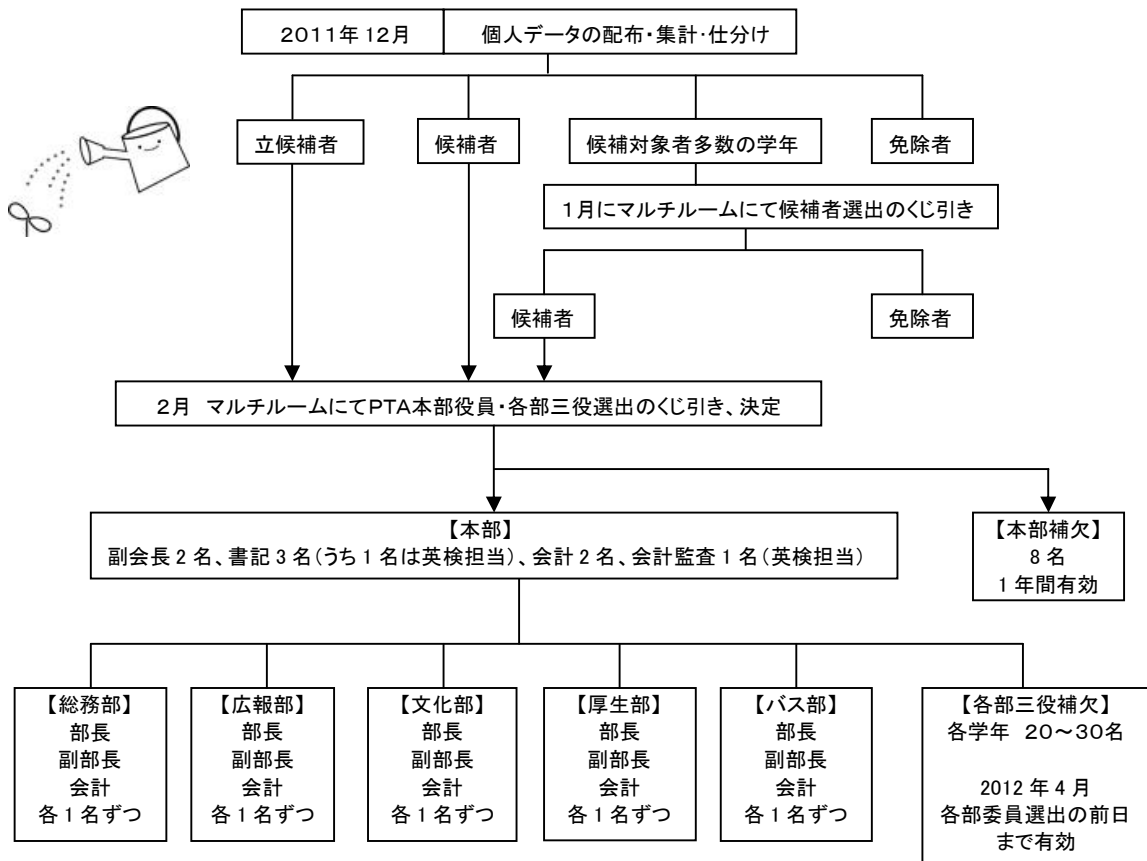 2011年12月 個人データの配布・集計・仕分け
立候補者
候補者
候補対象者多数の学年
免除者
1月にマルチルームにて候補者選出のくじ引き
候補者
免除者
2月 マルチルームにてPTA本部役員・各部三役選出のくじ引き、決定
【本部】
副会長2名、書記3名(うち1名は英検担当)、会計2名、会計監査1名(英検担当)
【本部補欠】
8名
1年間有効
【総務部】
部長
副部長
会計
各1名ずつ
【広報部】
部長
副部長
会計
各1名ずつ
【文化部】
部長
副部長
会計
各1名ずつ
【厚生部】
部長
副部長
会計
各1名ずつ
【バス部】
部長
副部長
会計
各1名ずつ
【各部三役補欠】
各学年 20～30名
2012年4月
各部委員選出の前日
まで有効